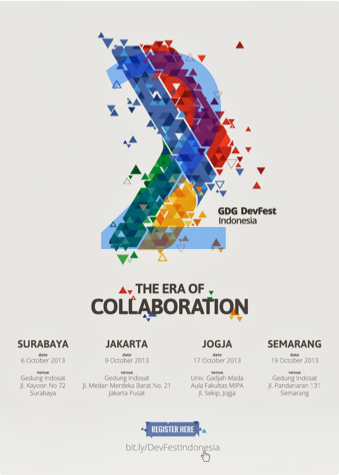 GDG DevFest
Indonesia
THE ERA OF
COLLABORATION
SURABAYA
date
6 October 2013
venue
Gedung Indosat
Jl. Kayoon No 72
Surabaya
JAKARTA
date
9 October 2013
venue
Gedung Indosat
Jl. Medan Merdeka Barat No. 21
Jakarta Pusat
JOGJA
date
17 October 2013
venue
Univ. Gadjah Mada
Aula Fakultas MIPA
Jl. Sekip, Jogja
SEMARANG
date
19 October 2013
venue
Gedung Indosat
Jl. Pandanaran 131
Semarang
REGISTER HERE
bit.ly/DevFestIndonesia